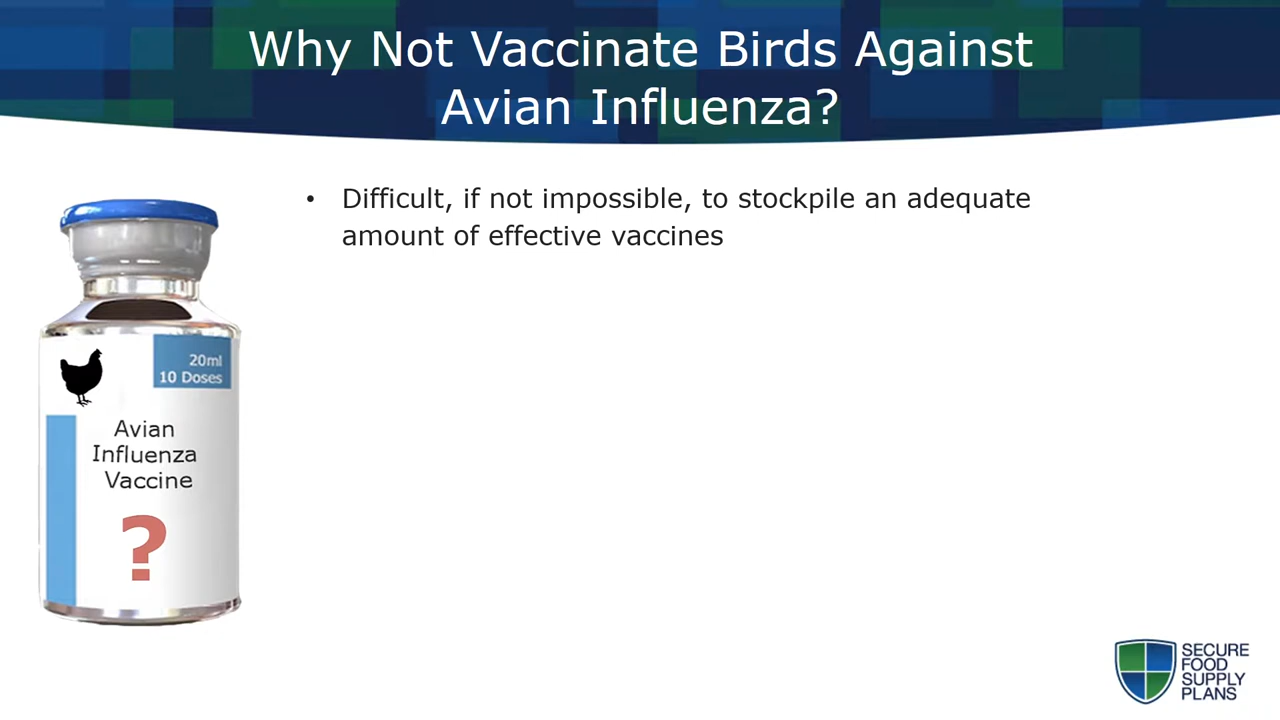 Why Not Vaccinate Birds Against
Avian Influenza?
• Difficult, if not impossible, to stockpile an adequate
amount of effective vaccines
20ml
10 Doses
Avian
Influenza
Vaccine
?
SECURE
FOOD
SUPPLY
PLANS